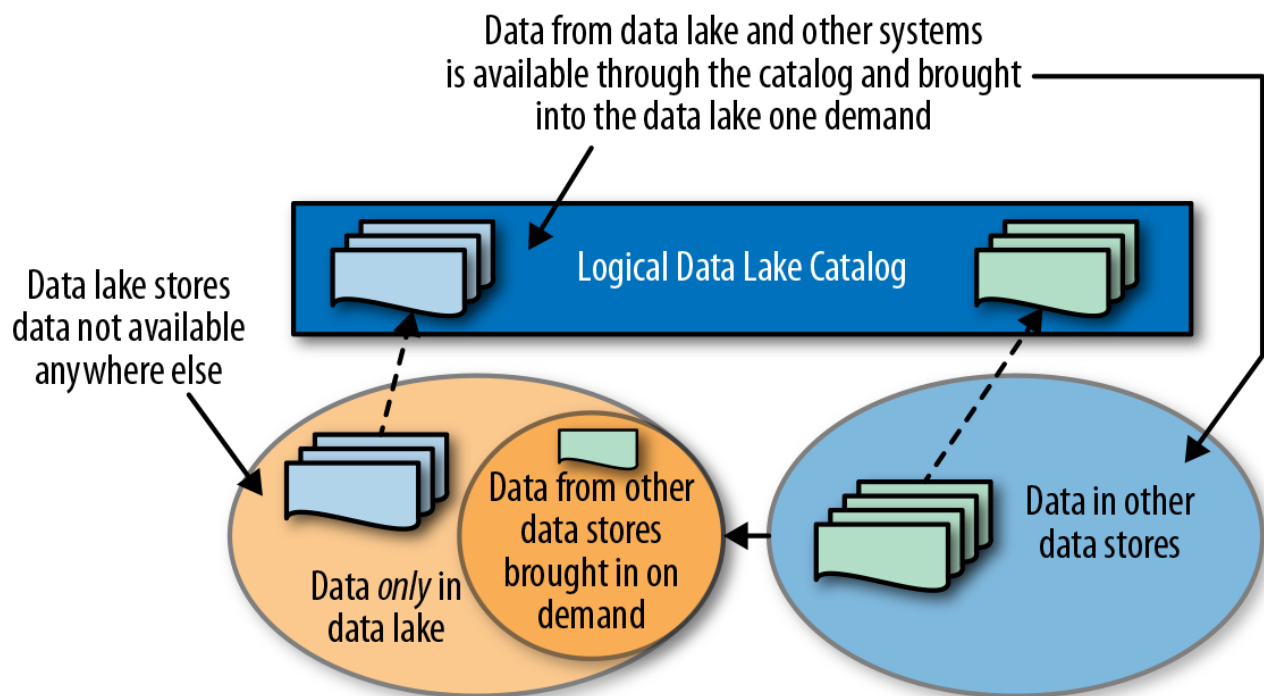 Data from data lake and other systems
is available through the catalog and brought
into the data lake one demand
Logical Data Lake Catalog
Data lake stores
data not available
anywhere else
Data from other
data stores
brought in on
demand
Data only in
data lake
Data in other
data stores